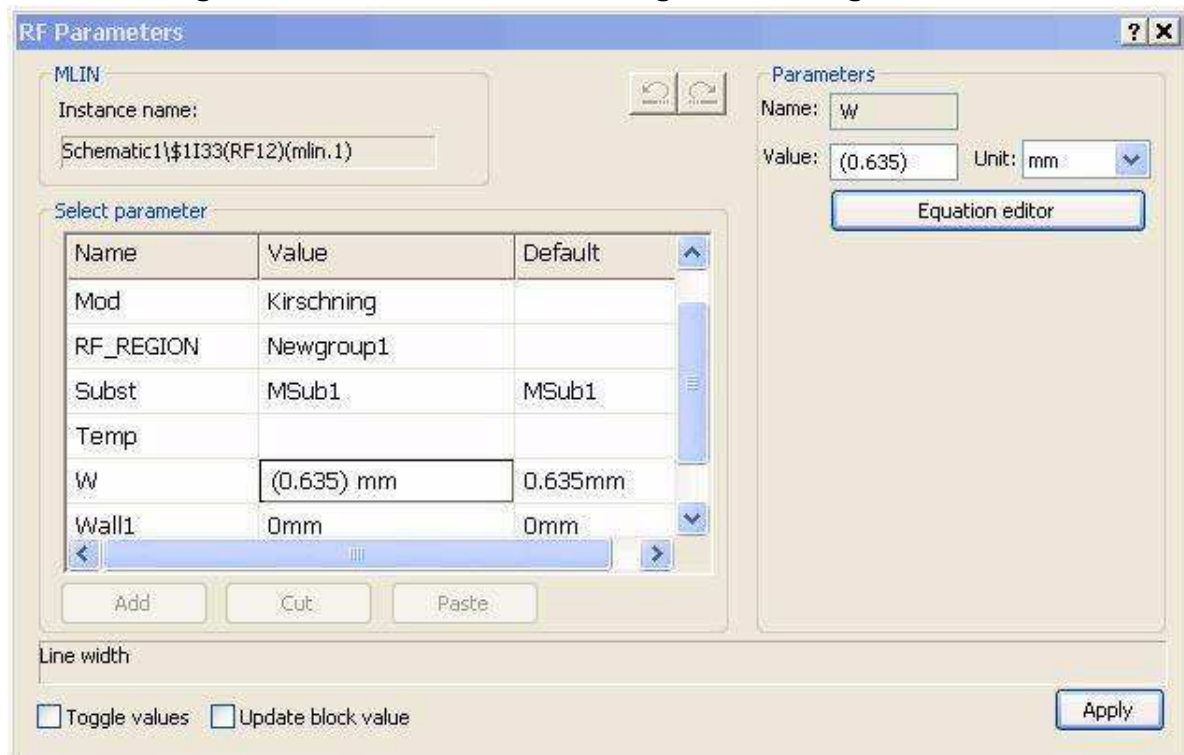 RF Parameters
MLIN
Instance name:
Schematic1\$1I33(RF12)(mlin.1)
Select parameter
Name Value Default
Mod Kirschning
RF_REGION Newgroup1
Subst MSub1 MSub1
Temp
W (0.635) mm 0.635mm
Wall1 0mm 0mm
Add Cut Paste
Parameters
Name: W
Value: (0.635) Unit: mm
Equation editor
Line width
Toggle values Update block value
Apply